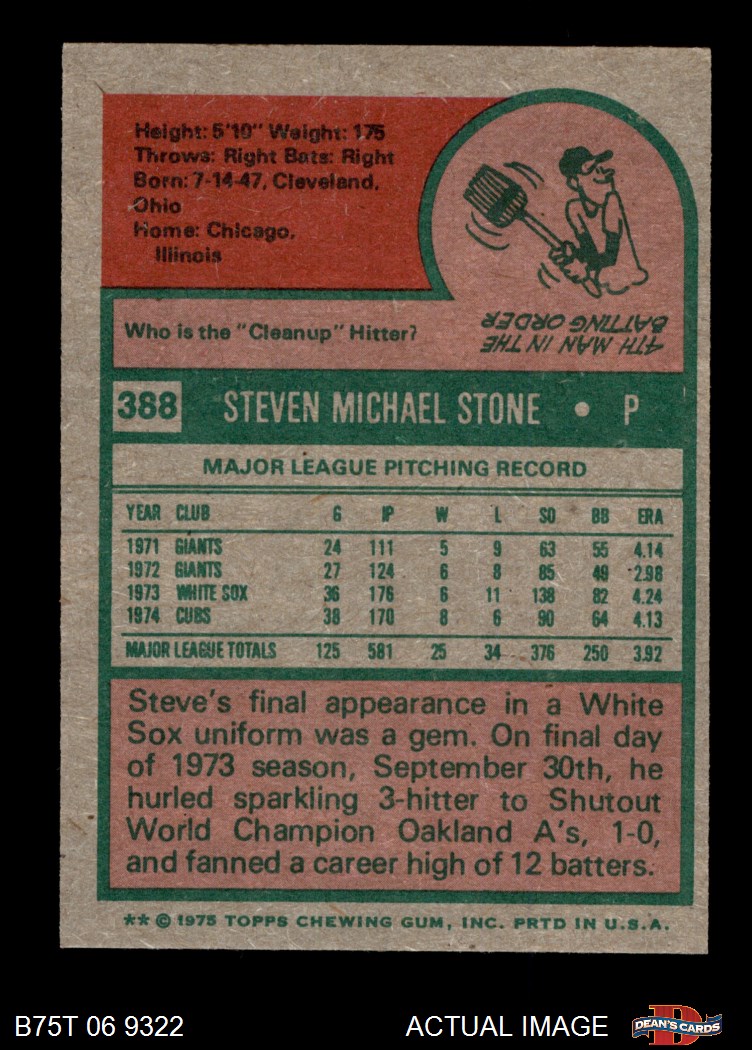 Height: 5'10" Weight: 175
Throws: Right Bats: Right
Born: 7-14-47, Cleveland,
Ohio
Home: Chicago,
Illinois
Who is the "Cleanup" Hitter?
4TH MAN IN THE
BATTING ORDER
388 STEVEN MICHAEL STONE • P
MAJOR LEAGUE PITCHING RECORD
YEAR CLUB G IP W L SO BB ERA
1971 GIANTS 24 111 5 9 63 55 4.14
1972 GIANTS 27 124 6 8 85 49 2.98
1973 WHITE SOX 36 176 6 11 138 82 4.24
1974 CUBS 38 170 8 6 90 64 4.13
MAJOR LEAGUE TOTALS 125 581 25 34 376 250 3.92
Steve's final appearance in a White
Sox uniform was a gem. On final day
of 1973 season, September 30th, he
hurled sparkling 3-hitter to Shutout
World Champion Oakland A's, 1-0,
and fanned a career high of 12 batters.
** © 1975 TOPPS CHEWING GUM, INC. PRTD IN U.S.A.
B75T 06 9322 ACTUAL IMAGE DEAN'S CARDS